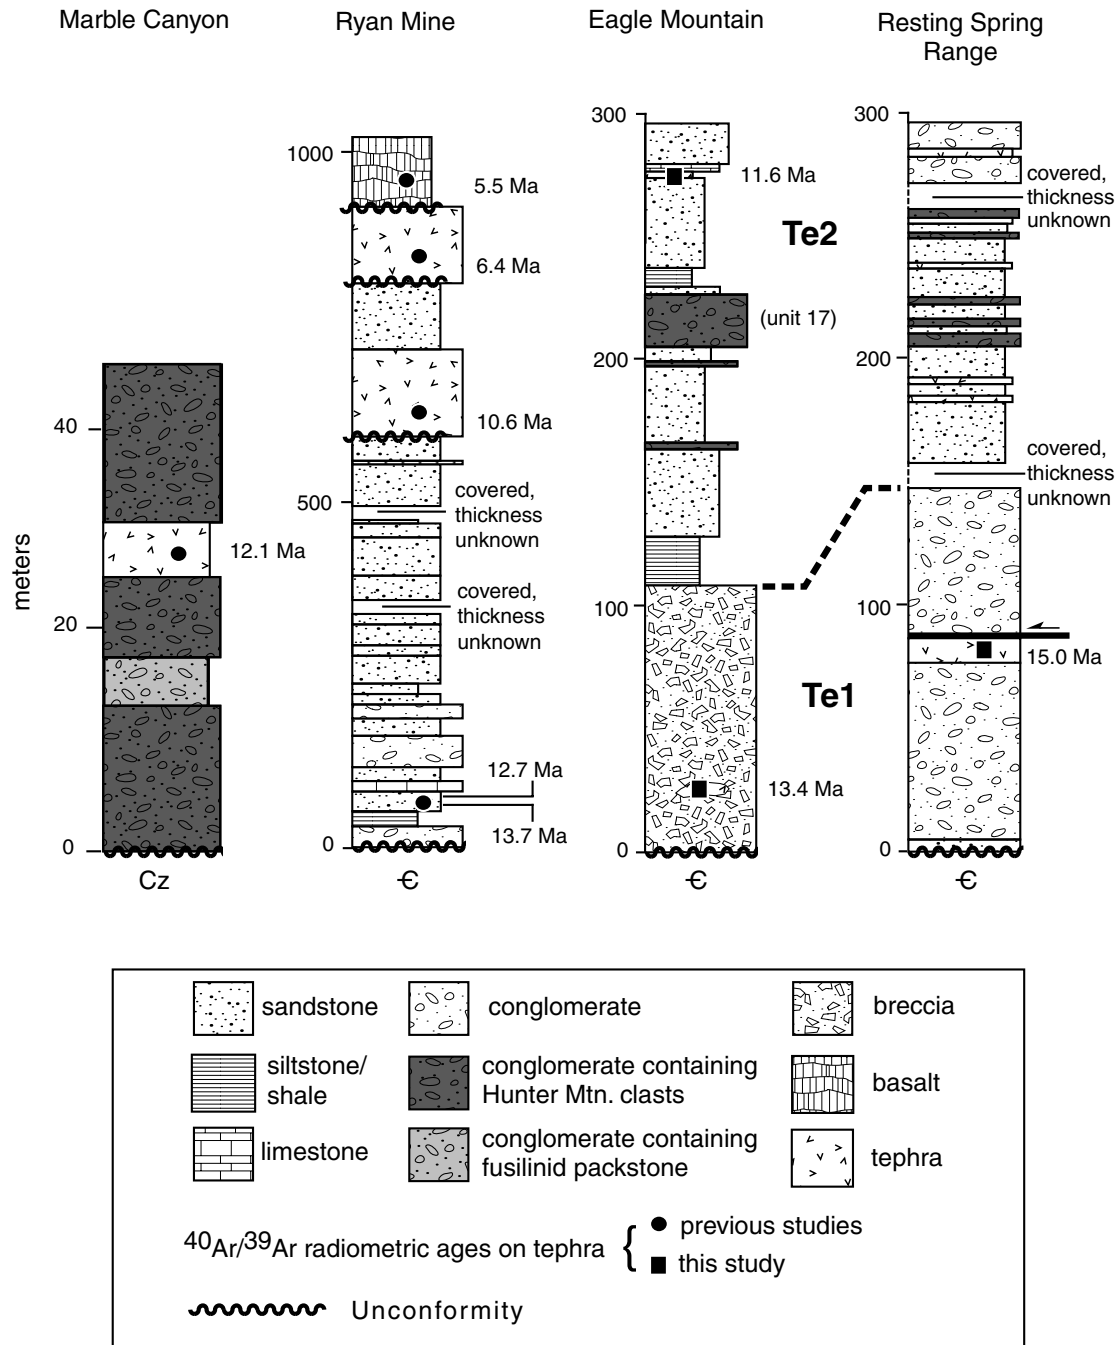 Marble Canyon
Ryan Mine
Eagle Mountain
Resting Spring
Range
meters
40
20
0
12.1 Ma
Cz
1000
500
0
5.5 Ma
6.4 Ma
10.6 Ma
covered,
thickness
unknown
covered,
thickness
unknown
12.7 Ma
13.7 Ma
-Є
300
200
100
0
11.6 Ma
Te2
(unit 17)
Te1
13.4 Ma
-Є
300
200
100
0
covered,
thickness
unknown
covered,
thickness
unknown
15.0 Ma
-Є
sandstone
conglomerate
breccia
siltstone/
shale
conglomerate containing
Hunter Mtn. clasts
basalt
limestone
conglomerate containing
fusilinid packstone
tephra
40Ar/39Ar radiometric ages on tephra {
previous studies
this study
Unconformity